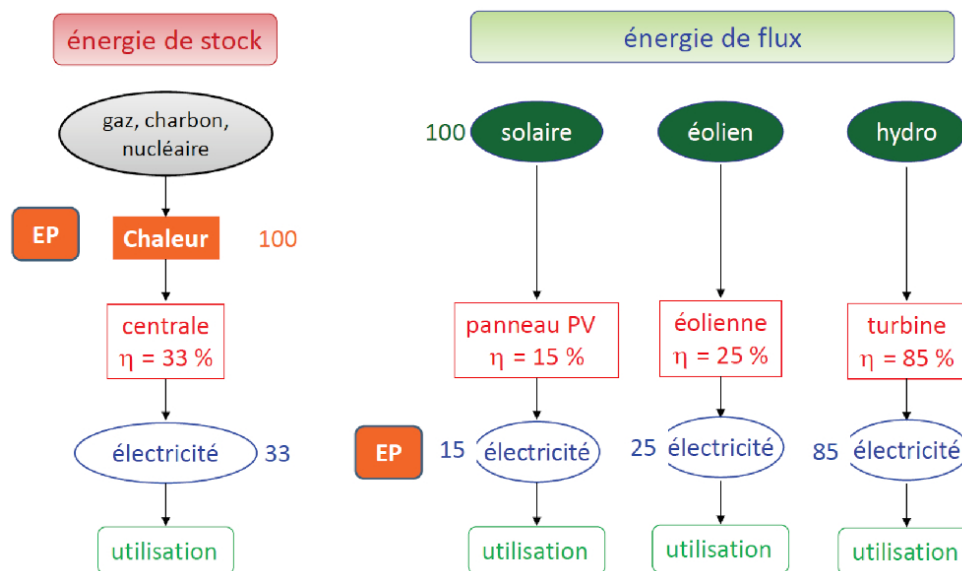 énergie de stock
énergie de flux
gaz, charbon,
nucléaire
100
solaire
éolien
hydro
EP
Chaleur
100
centrale
η = 33 %
panneau PV
η = 15 %
éolienne
η = 25 %
turbine
η = 85 %
électricité
33
EP
15
électricité
25
électricité
85
électricité
utilisation
utilisation
utilisation
utilisation